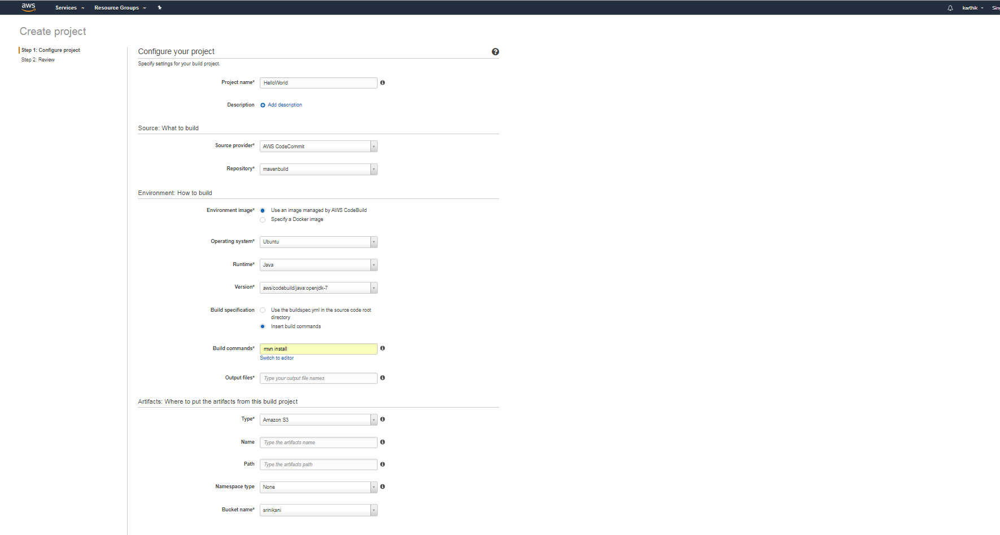 aws Services Resource Groups karthik
Create project
Step 1: Configure project
Step 2: Review
Configure your project
Specify settings for your build project.
Project name* HelloWorld
Description Add description
Source: What to build
Source provider* AWS CodeCommit
Repository* mavenbuild
Environment: How to build
Environment image* Use an image managed by AWS CodeBuild
Specify a Docker image
Operating system* Ubuntu
Runtime* Java
Version* aws/codebuild/java:openjdk-7
Build specification Use the buildspec.yml in the source code root
directory
Insert build commands
Build commands* mvn install
Switch to editor
Output files* Type your output file names
Artifacts: Where to put the artifacts from this build project
Type* Amazon S3
Name Type the artifacts name
Path Type the artifacts path
Namespace type None
Bucket name* srinikani